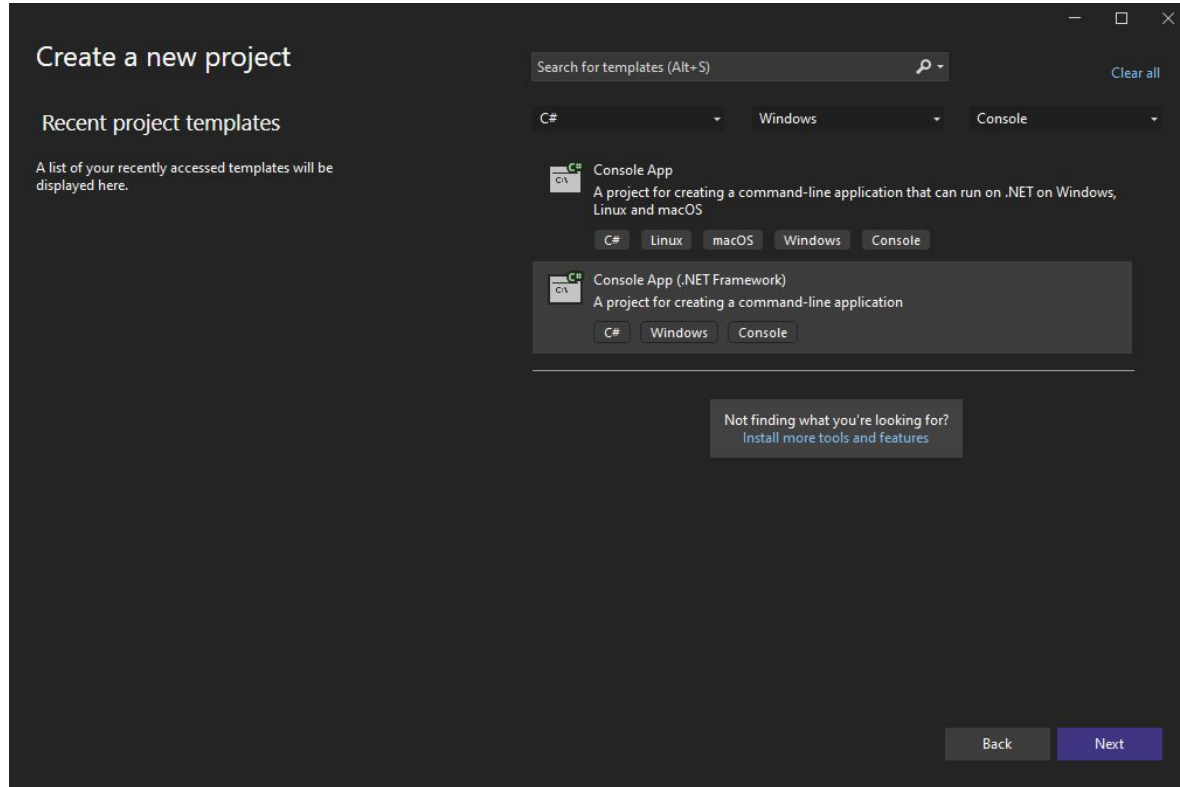 Create a new project
Search for templates (Alt+S)
Clear all
Recent project templates
C#
Windows
Console
A list of your recently accessed templates will be
displayed here.
C#
C:\
Console App
A project for creating a command-line application that can run on .NET on Windows,
Linux and macOS
C#
Linux
macOS
Windows
Console
C#
C:\
Console App (.NET Framework)
A project for creating a command-line application
C#
Windows
Console
Not finding what you're looking for?
Install more tools and features
Back
Next